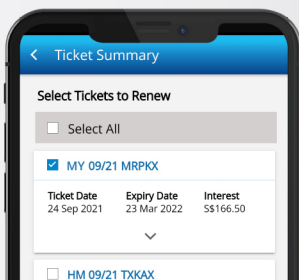 Ticket Summary
Select Tickets to Renew
Select All
MY 09/21 MRPKX
Ticket Date Expiry Date Interest
24 Sep 2021 23 Mar 2022 S$166.50
HM 09/21 TXKAX